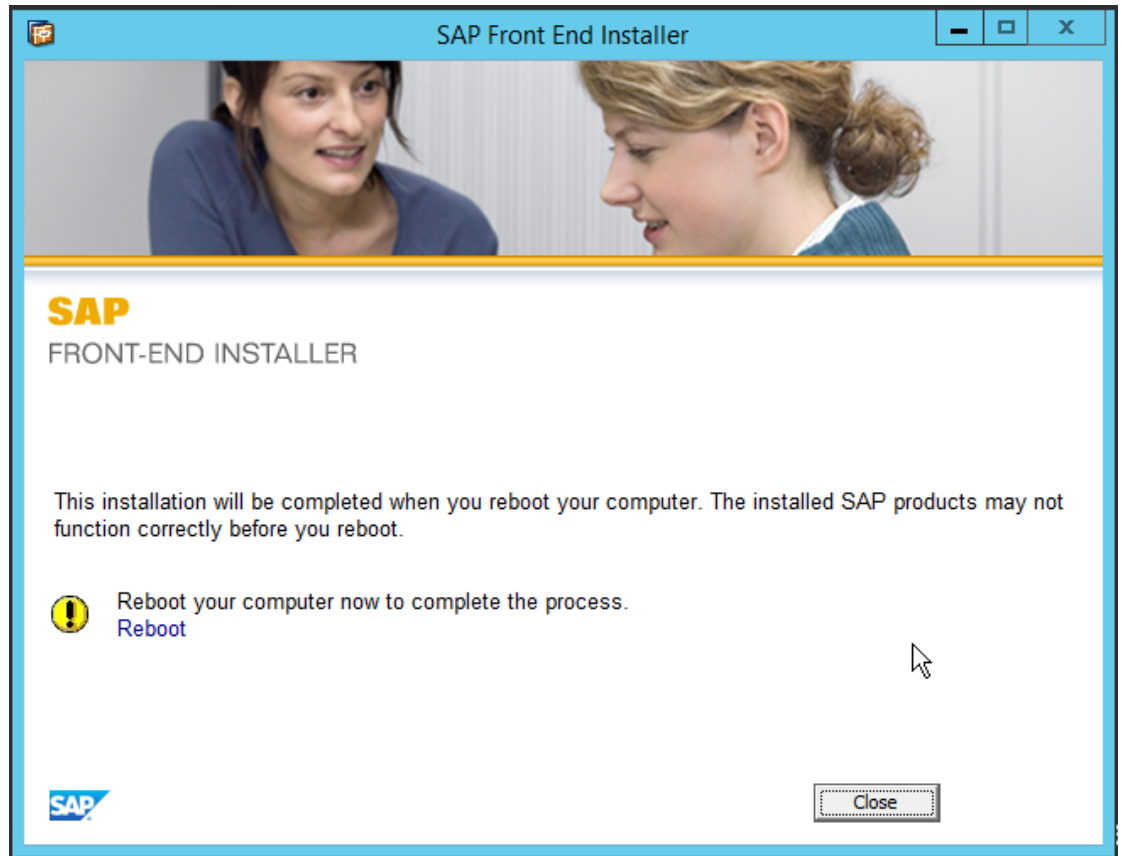 SAP Front End Installer
SAP
FRONT-END INSTALLER
This installation will be completed when you reboot your computer. The installed SAP products may not
function correctly before you reboot.
Reboot your computer now to complete the process.
Reboot
SAP
Close